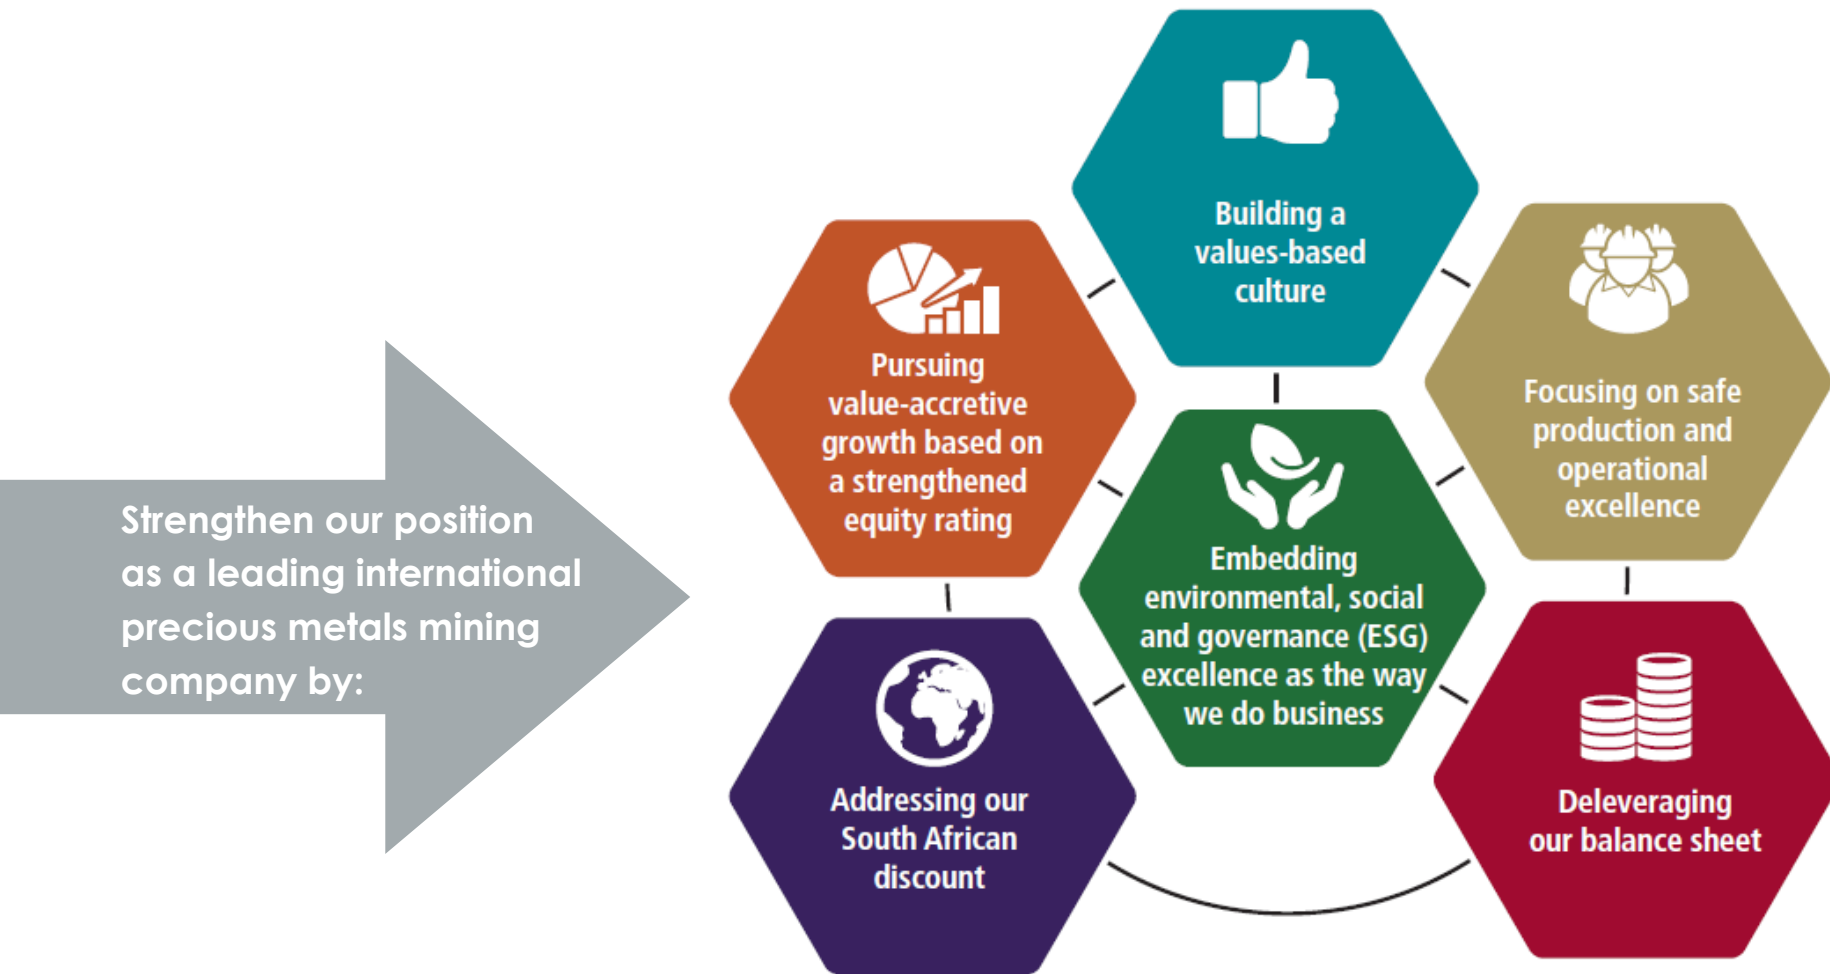 Strengthen our position
as a leading international
precious metals mining
company by:
Building a
values-based
culture
Pursuing
value-accretive
growth based on
a strengthened
equity rating
Focusing on safe
production and
operational
excellence
Embedding
environmental, social
and governance (ESG)
excellence as the way
we do business
Addressing our
South African
discount
Deleveraging
our balance sheet